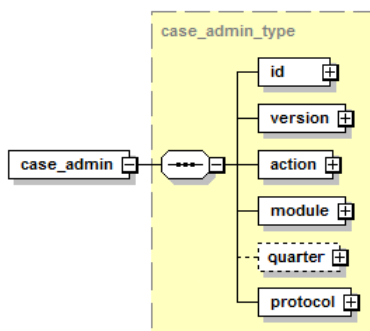 case_admin_type
id
version
case_admin
action
module
quarter
protocol